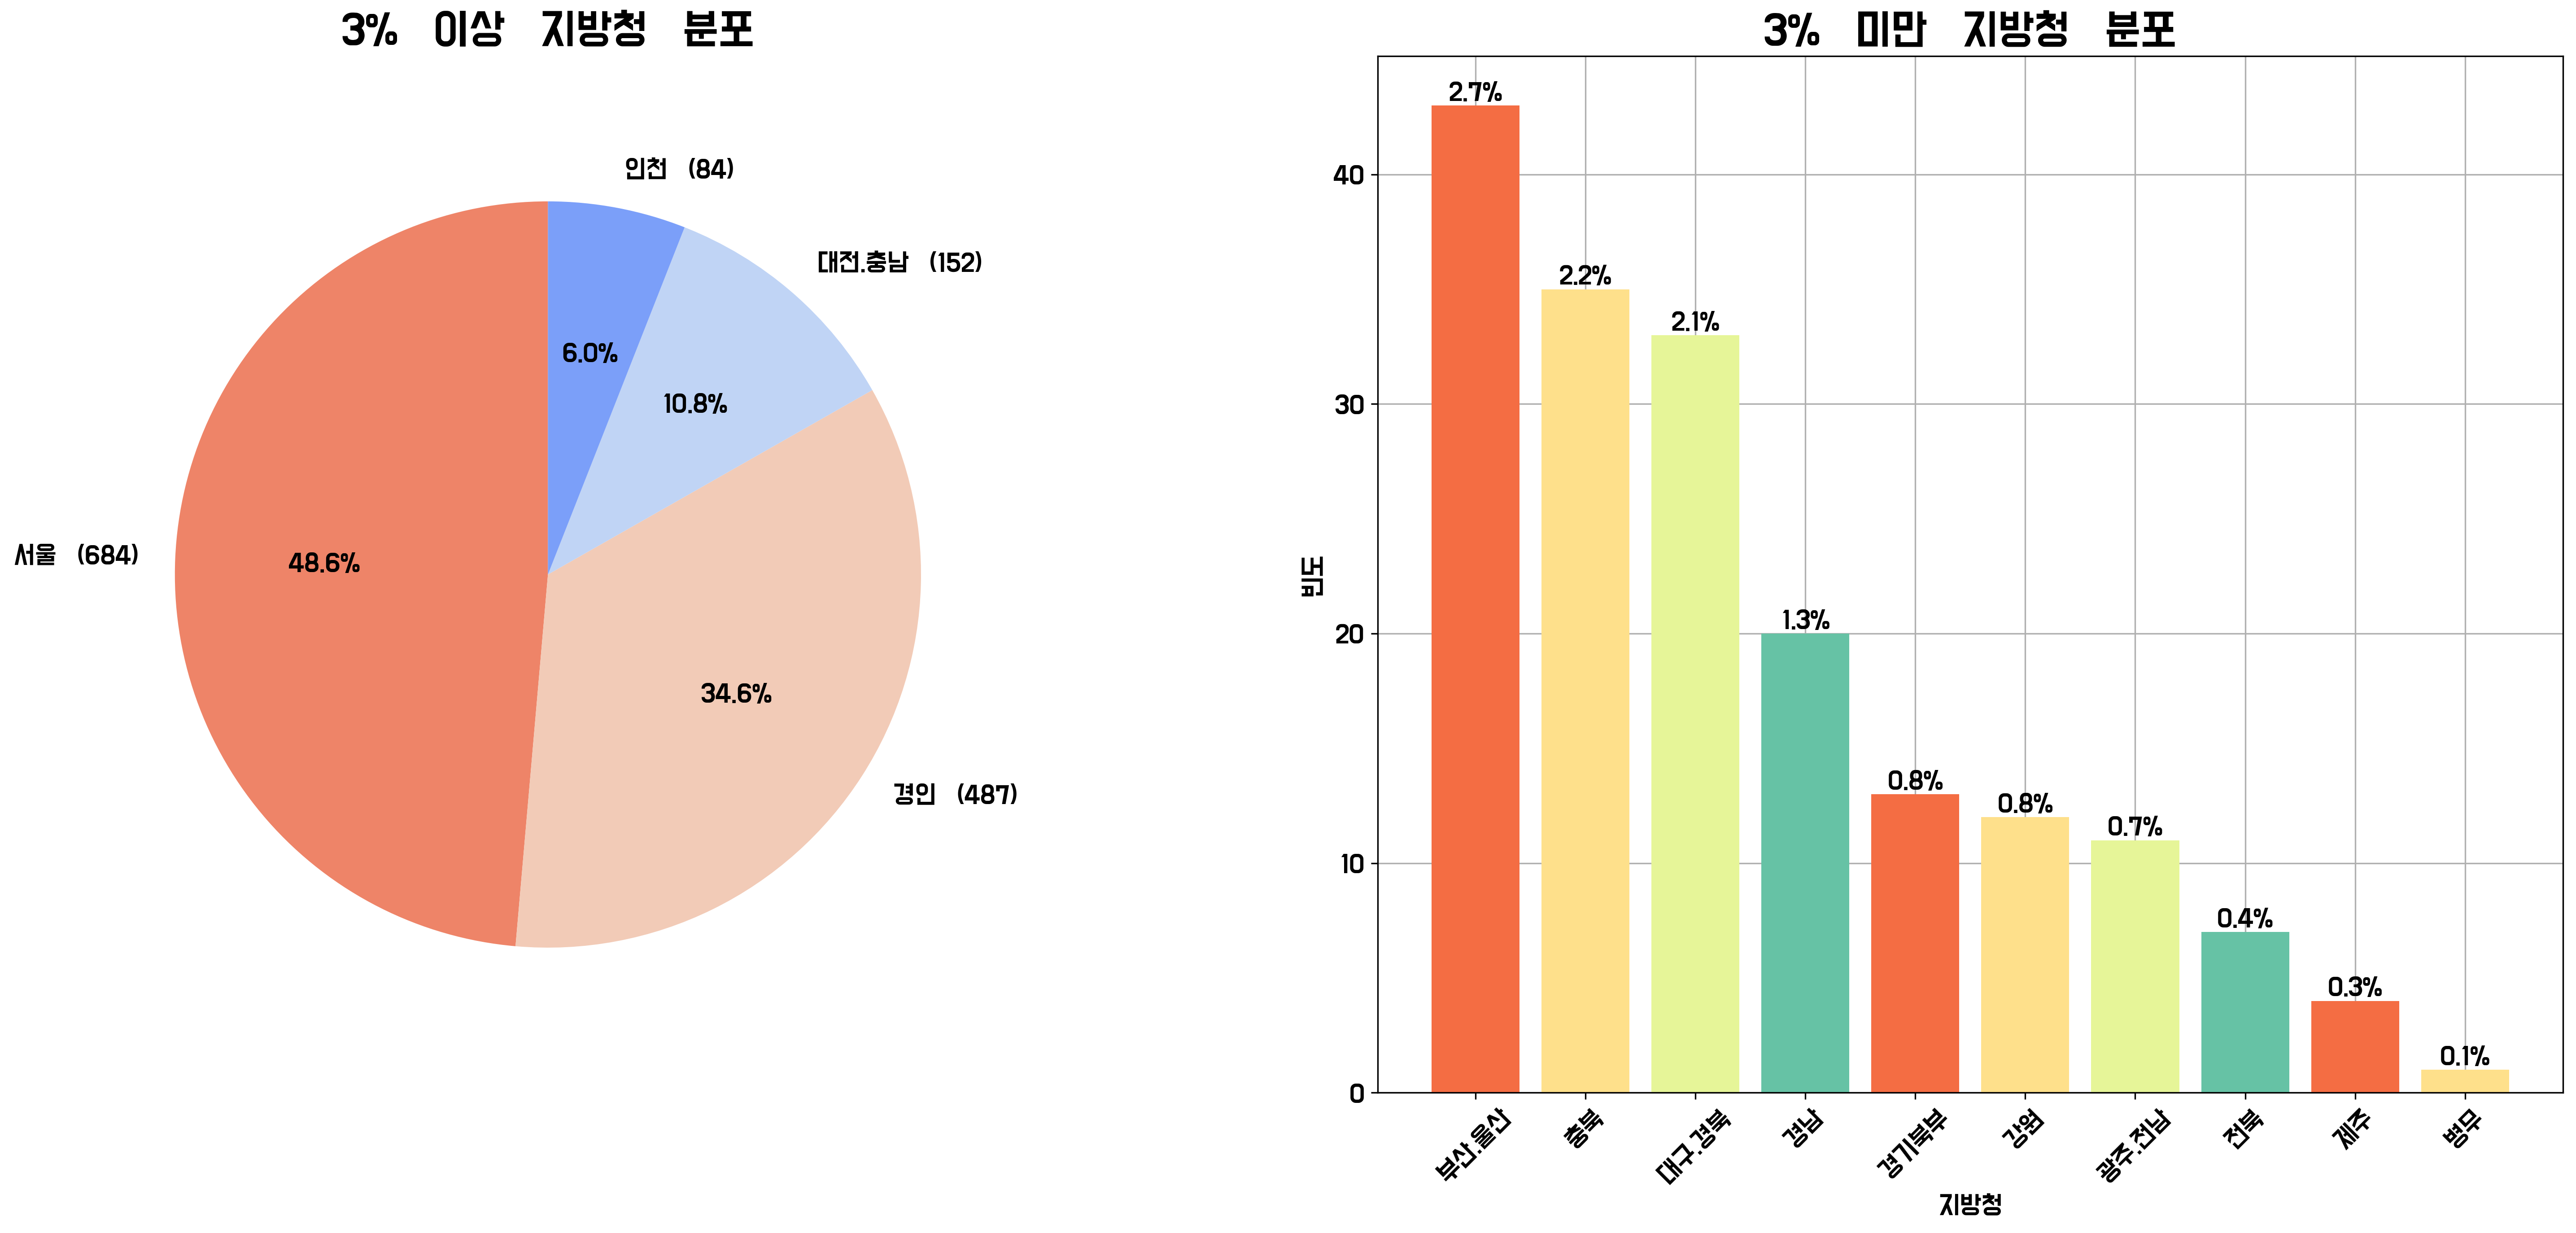 3% 이상 지방청 분포
인천 (84)
대전.충남 (152)
6.0%
10.8%
서울 (684)
48.6%
34.6%
경인 (487)
3% 미만 지방청 분포
2.7%
2.2%
2.1%
1.3%
0.8%
0.8%
0.7%
0.4%
0.3%
0.1%
40
30
20
10
0
빈도
부산.울산
충북
대구.경북
경남
경기북부
강원
광주.전남
전북
제주
병무
지방청